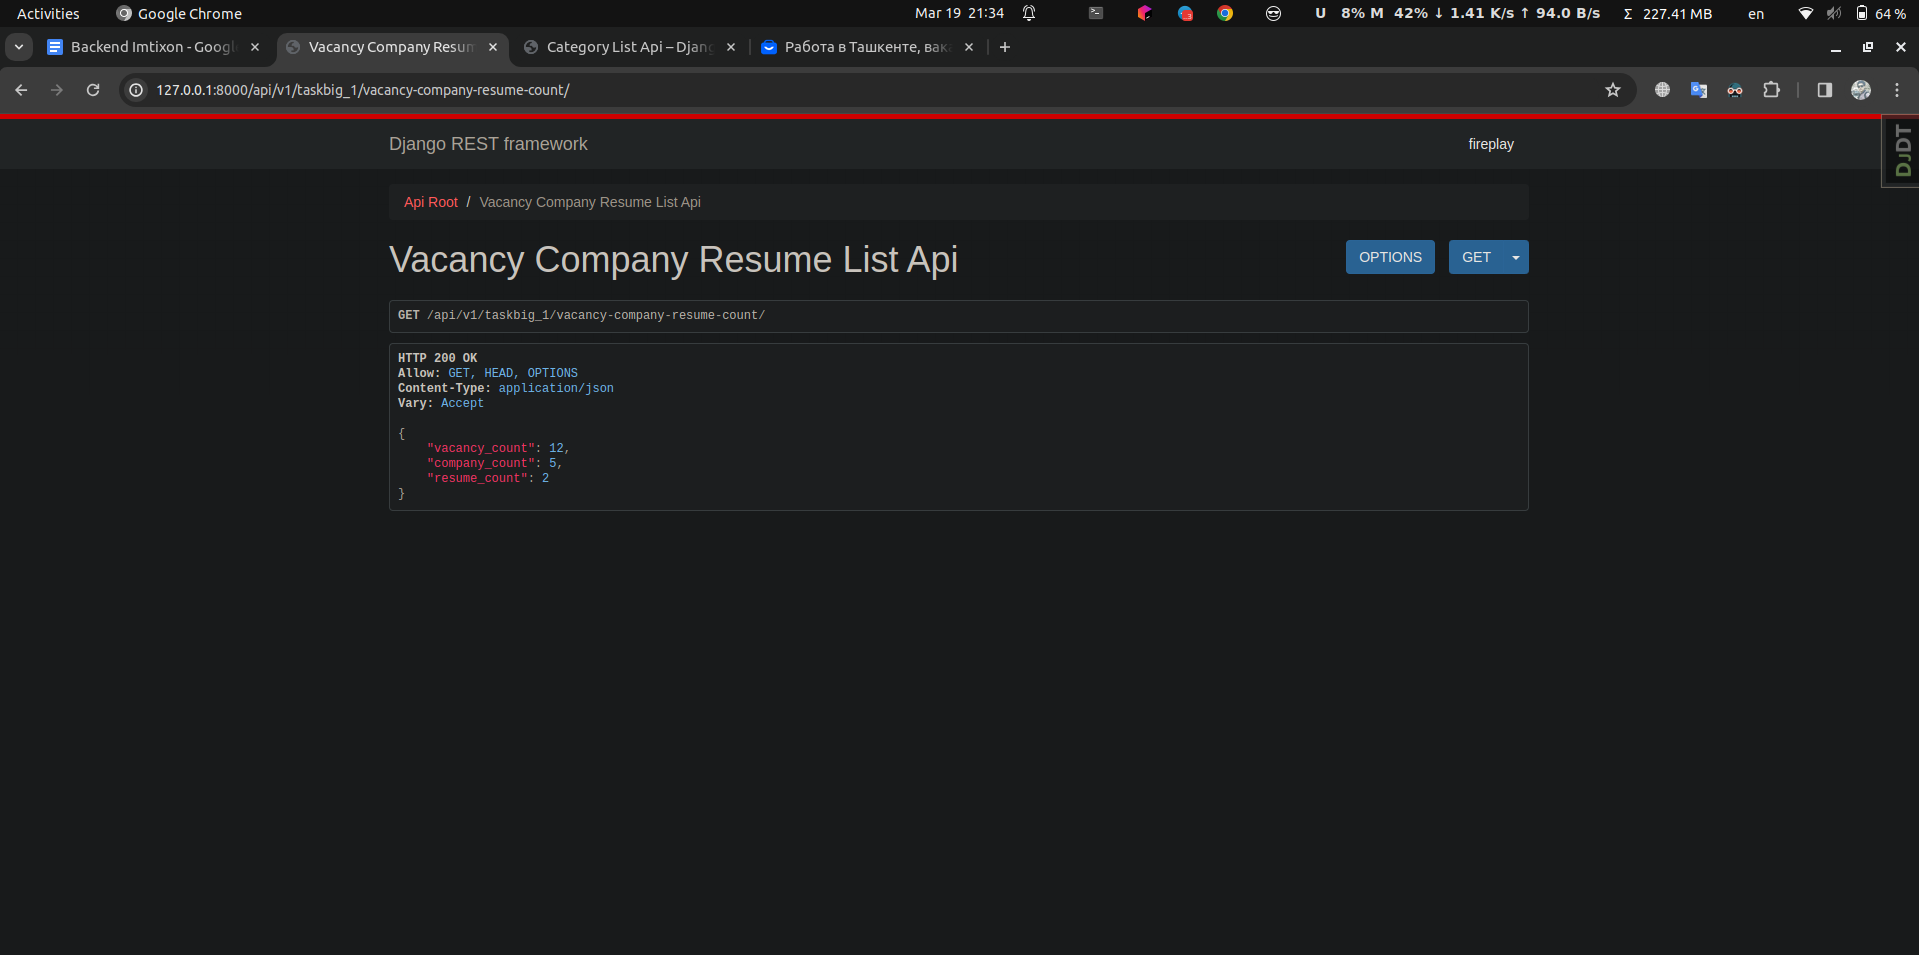 Activities
Google Chrome
Mar 19 21:34
U 8% M 42% ↓ 1.41 K/s ↑ 94.0 B/s
Σ 227.41 MB
en
64 %
Backend Imtixon - Googl
Vacancy Company Resum
Category List Api – Djang
Работа в Ташкенте, вак
127.0.0.1:8000/api/v1/taskbig_1/vacancy-company-resume-count/
Django REST framework
fireplay
DJDT
Api Root / Vacancy Company Resume List Api
Vacancy Company Resume List Api
OPTIONS
GET
GET /api/v1/taskbig_1/vacancy-company-resume-count/
HTTP 200 OK
Allow: GET, HEAD, OPTIONS
Content-Type: application/json
Vary: Accept
{
"vacancy_count": 12,
"company_count": 5,
"resume_count": 2
}